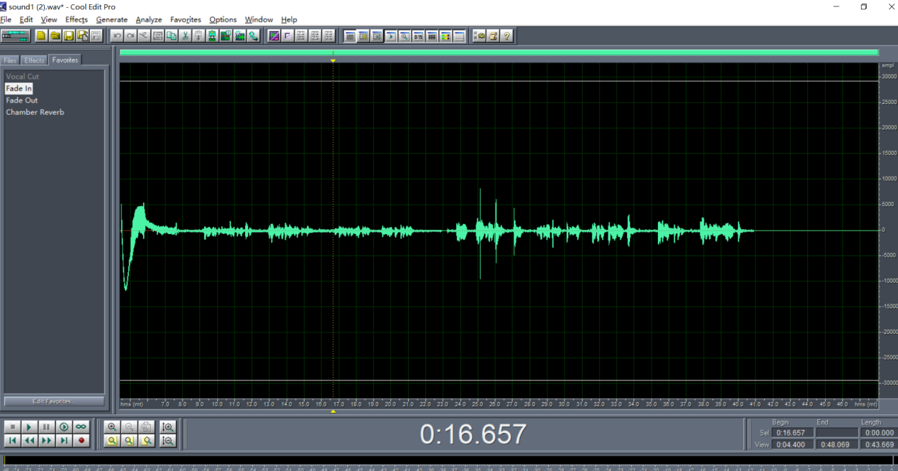 sound1 (2).wav* - Cool Edit Pro
File Edit View Effects Generate Analyze Favorites Options Window Help
Files Effects Favorites
Vocal Cut
Fade In
Fade Out
Chamber Reverb
Edit Favorites...
smpl
30000
25000
20000
15000
10000
5000
0
-5000
-10000
-15000
-20000
-25000
-30000
hms (mt) 7.0 8.0 9.0 10.0 11.0 12.0 13.0 14.0 15.0 16.0 17.0 18.0 19.0 20.0 21.0 22.0 23.0 24.0 25.0 26.0 27.0 28.0 29.0 30.0 31.0 32.0 33.0 34.0 35.0 36.0 37.0 38.0 39.0 40.0 41.0 42.0 43.0 44.0 45.0 46.0 hms (mt)
0:16.657
Begin End Length
Sel 0:16.657 0:00.000
View 0:04.400 0:48.069 0:43.669